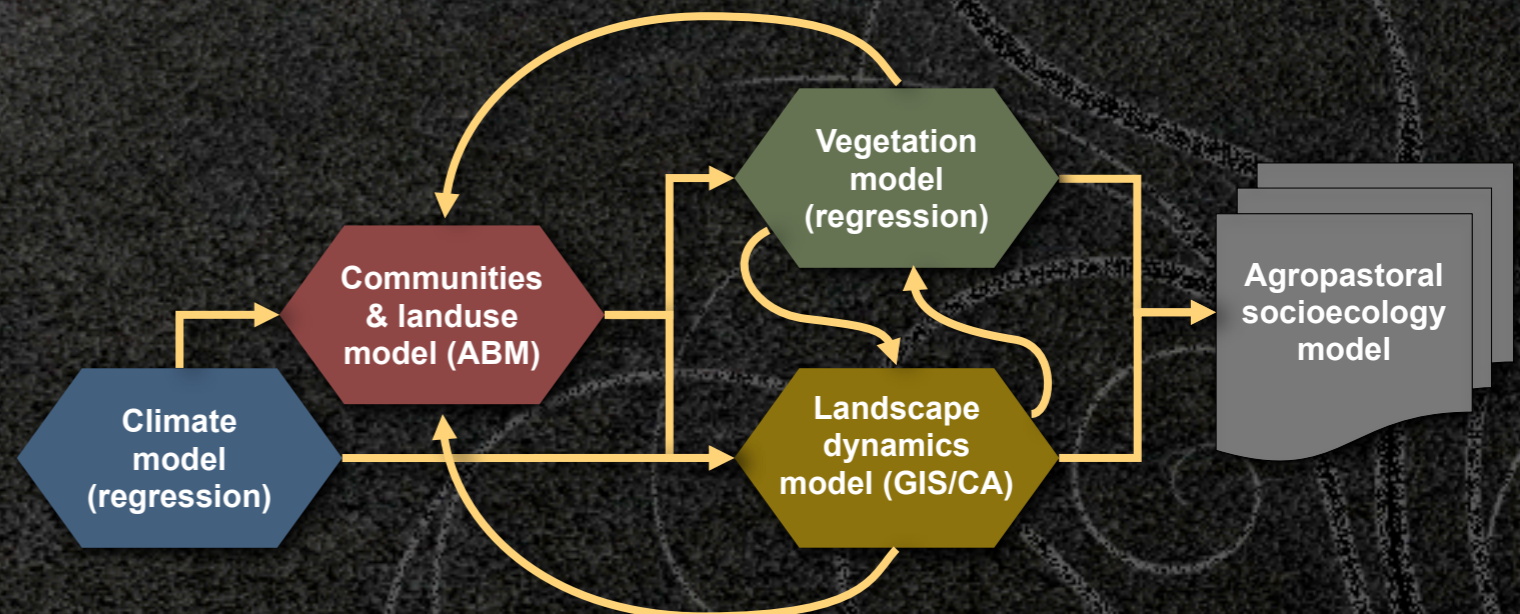 Vegetation
model
(regression)
Communities
& landuse
model (ABM)
Agropastoral
socioecology
model
Climate
model
(regression)
Landscape
dynamics
model (GIS/CA)